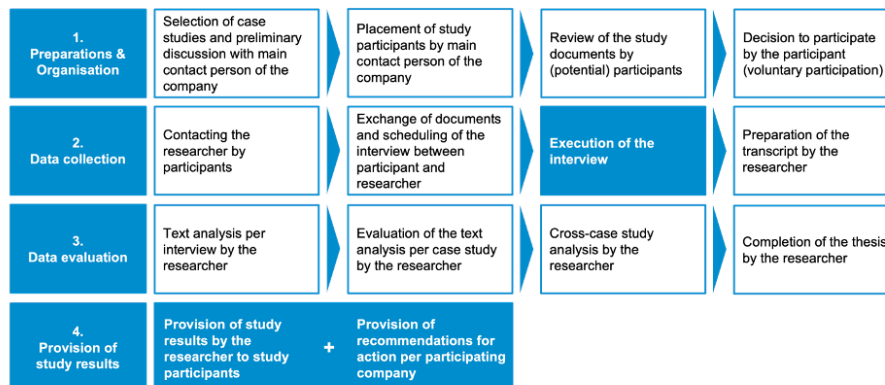 1.
Preparations &
Organisation
Selection of case
studies and preliminary
discussion with main
contact person of the
company
Placement of study
participants by main
contact person of the
company
Review of the study
documents by
(potential) participants
Decision to participate
by the participant
(voluntary participation)
2.
Data collection
Contacting the
researcher by
participants
Exchange of documents
and scheduling of the
interview between
participant and
researcher
Execution of the
interview
Preparation of the
transcript by the
researcher
3.
Data evaluation
Text analysis per
interview by the
researcher
Evaluation of the text
analysis per case study
by the researcher
Cross-case study
analysis by the
researcher
Completion of the thesis
by the researcher
4.
Provision of
study results
Provision of study
results by the
researcher to study
participants
+
Provision of
recommendations for
action per participating
company